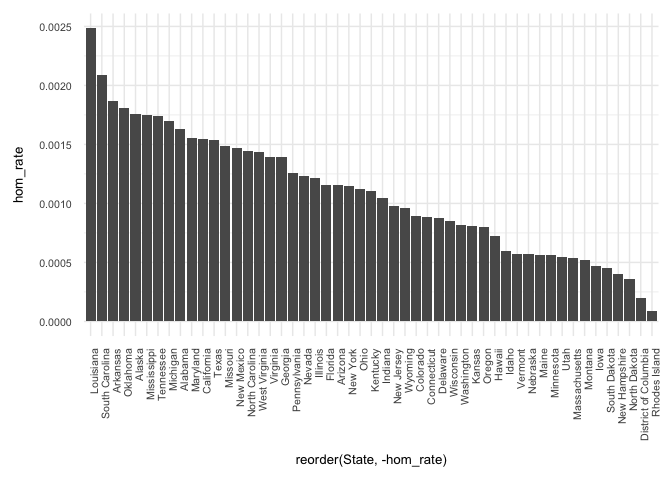 0.0025
0.0020
0.0015
0.0010
0.0005
0.0000
hom_rate
Louisiana
South Carolina
Arkansas
Oklahoma
Alaska
Mississippi
Tennessee
Michigan
Alabama
Maryland
California
Texas
Missouri
New Mexico
North Carolina
West Virginia
Virginia
Georgia
Pennsylvania
Nevada
Illinois
Florida
Arizona
New York
Ohio
Kentucky
Indiana
New Jersey
Wyoming
Colorado
Connecticut
Delaware
Wisconsin
Washington
Kansas
Oregon
Hawaii
Idaho
Vermont
Nebraska
Maine
Minnesota
Utah
Massachusetts
Montana
Iowa
South Dakota
New Hampshire
North Dakota
District of Columbia
Rhodes Island
reorder(State, -hom_rate)